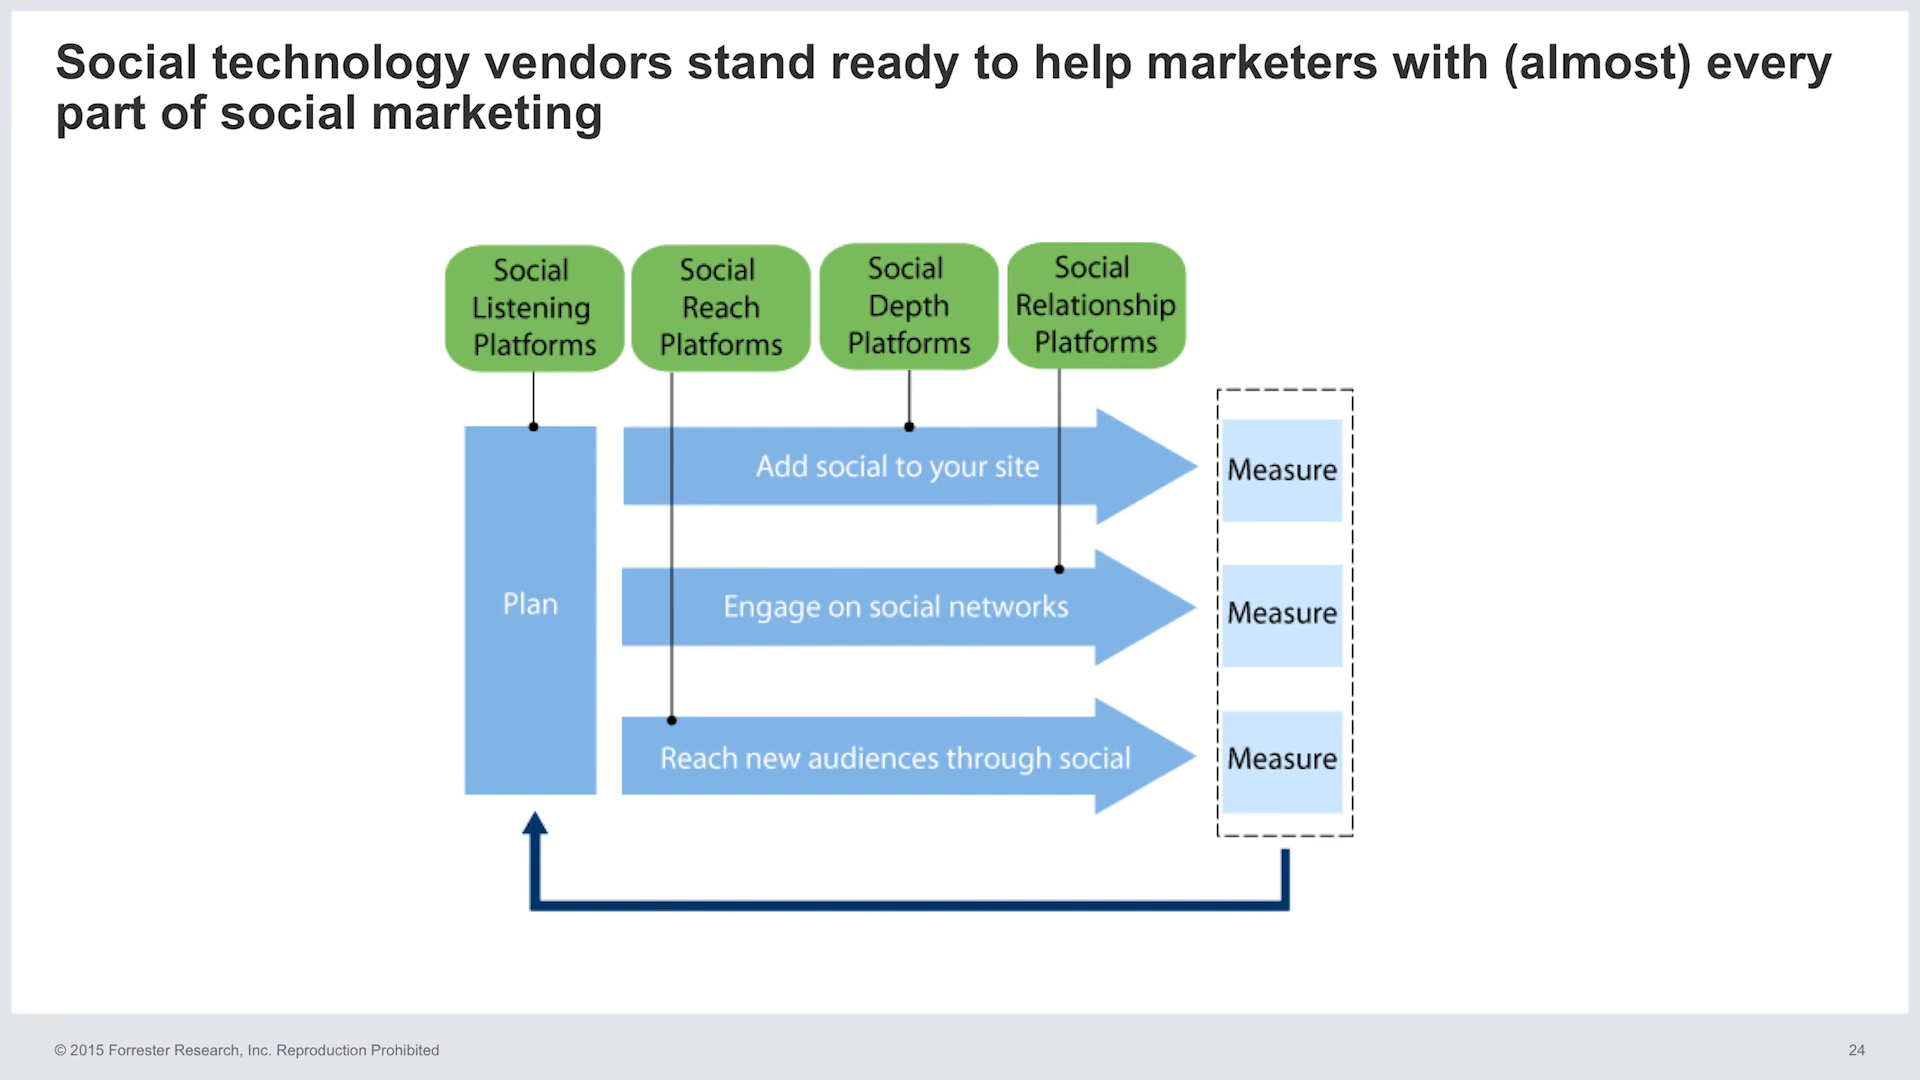 Social technology vendors stand ready to help marketers with (almost) every
part of social marketing
Social
Listening
Platforms
Social
Reach
Platforms
Social
Depth
Platforms
Social
Relationship
Platforms
Plan
Add social to your site
Measure
Engage on social networks
Measure
Reach new audiences through social
Measure
© 2015 Forrester Research, Inc. Reproduction Prohibited
24